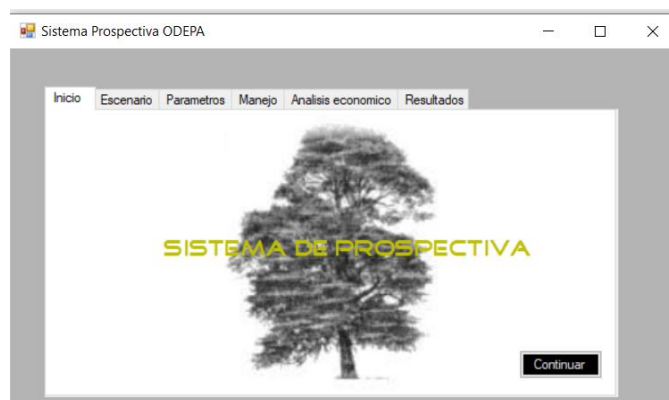 Sistema Prospectiva ODEPA
Inicio Escenario Parametros Manejo Analisis economico Resultados
SISTEMA DE PROSPECTIVA
Continuar